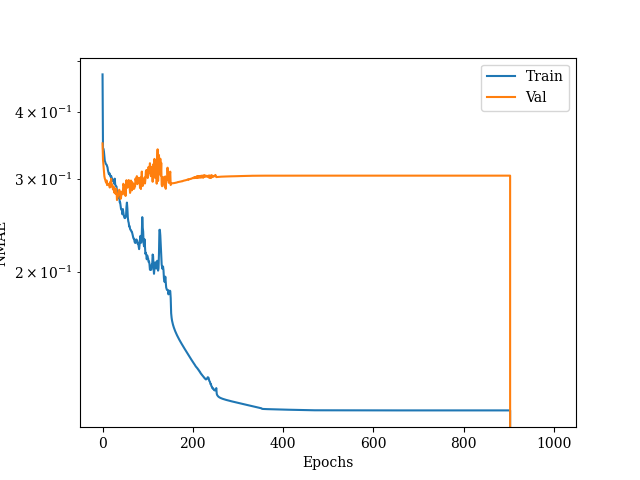 Train
Val
4 × 10⁻¹
3 × 10⁻¹
2 × 10⁻¹
NMAE
0 200 400 600 800 1000
Epochs